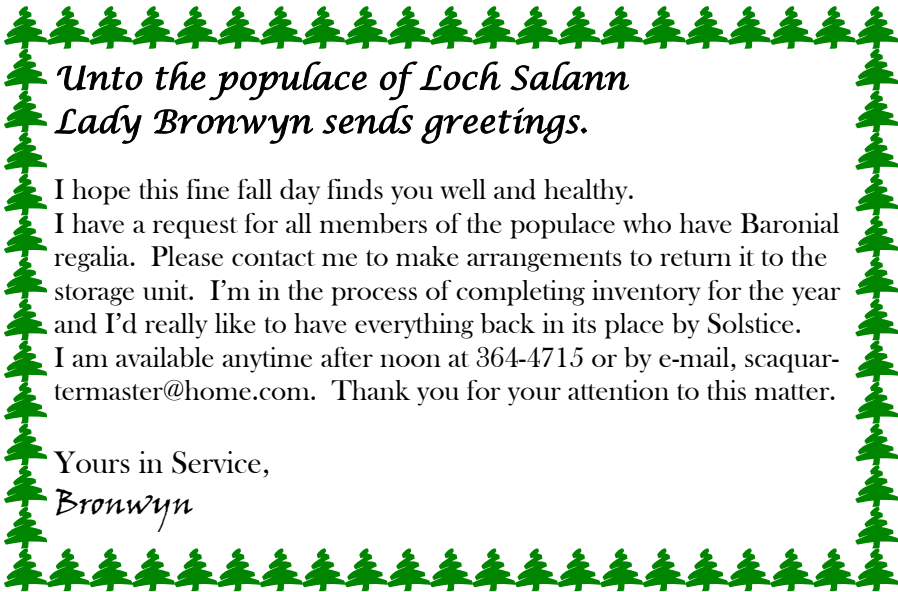 Unto the populace of Loch Salann
Lady Bronwyn sends greetings.
I hope this fine fall day finds you well and healthy.
I have a request for all members of the populace who have Baronial
regalia.  Please contact me to make arrangements to return it to the
storage unit.  I’m in the process of completing inventory for the year
and I’d really like to have everything back in its place by Solstice.
I am available anytime after noon at 364-4715 or by e-mail, scaquar-
termaster@home.com.  Thank you for your attention to this matter.
Yours in Service,
Bronwyn